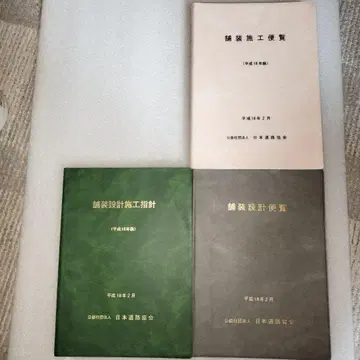 舗装施工便覧
(平成18年版)
平成18年2月
公益社団法人 日本道路協会
舗装設計施工指針
(平成18年版)
平成18年2月
公益社団法人 日本道路協会
舗装設計便覧
平成18年2月
公益社団法人 日本道路協会